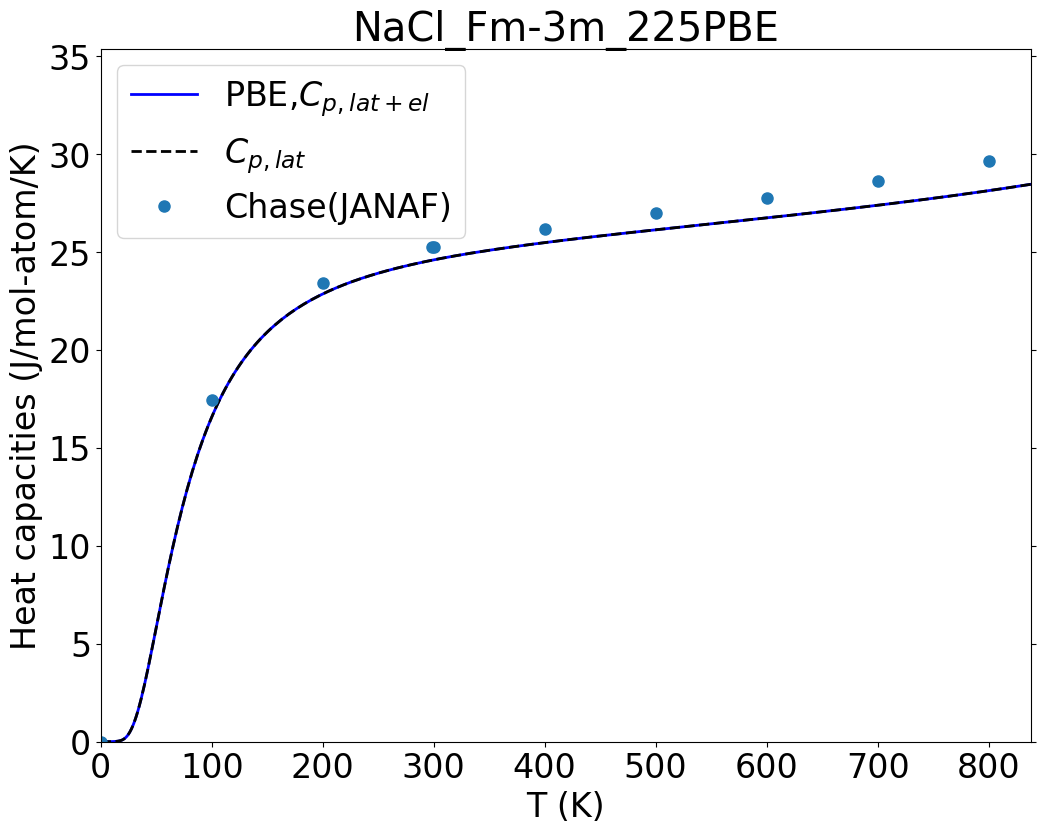 NaCl_Fm-3m_225PBE
35
30
25
20
15
10
5
0
Heat capacities (J/mol-atom/K)
PBE,C_{p, lat + el}
C_{p, lat}
Chase(JANAF)
0 100 200 300 400 500 600 700 800
T (K)